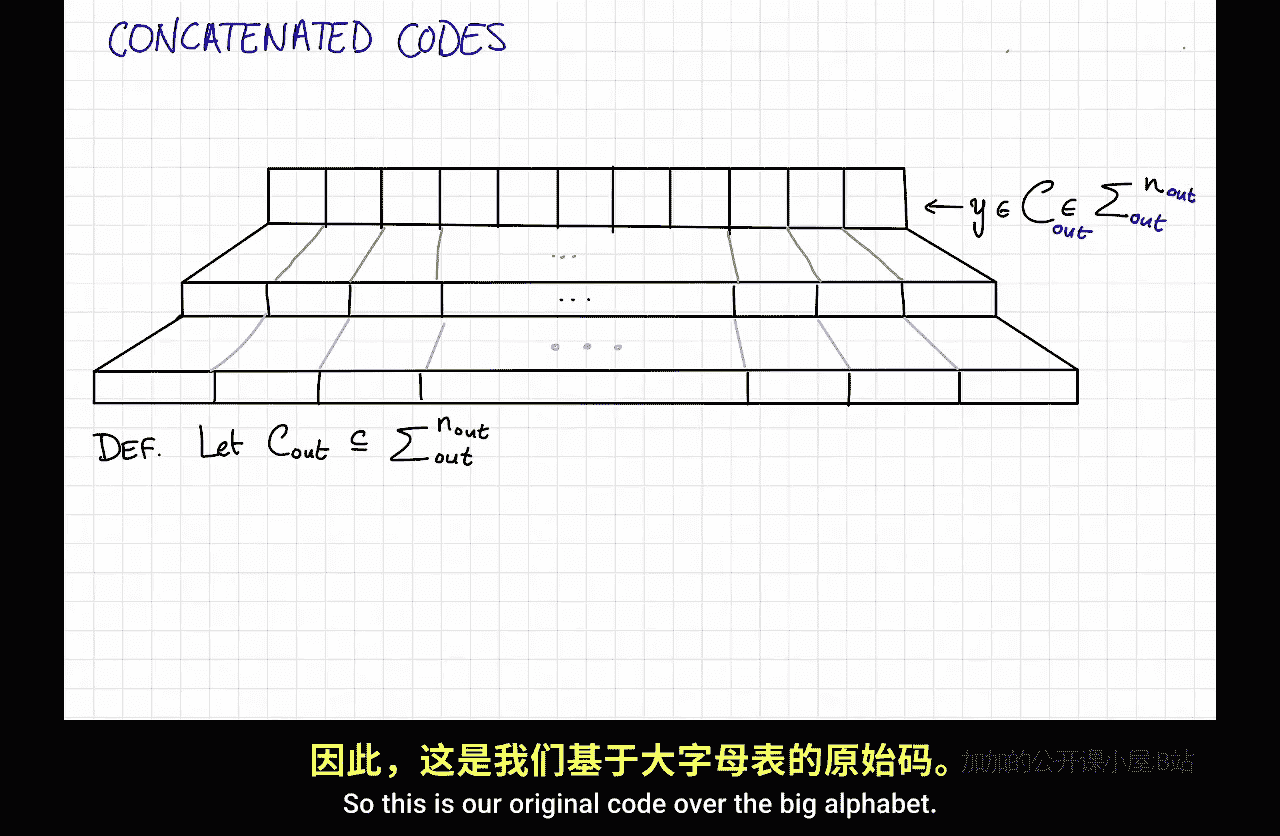 CONCATENATED CODES
← y ∈ C_out ∈ Σ_out^n_out
...
...
...
DEF. Let C_out ⊆ Σ_out^n_out
因此，这是我们基于大字母表的原始码。
加加的公开课小屋:B站
So this is our original code over the big alphabet.